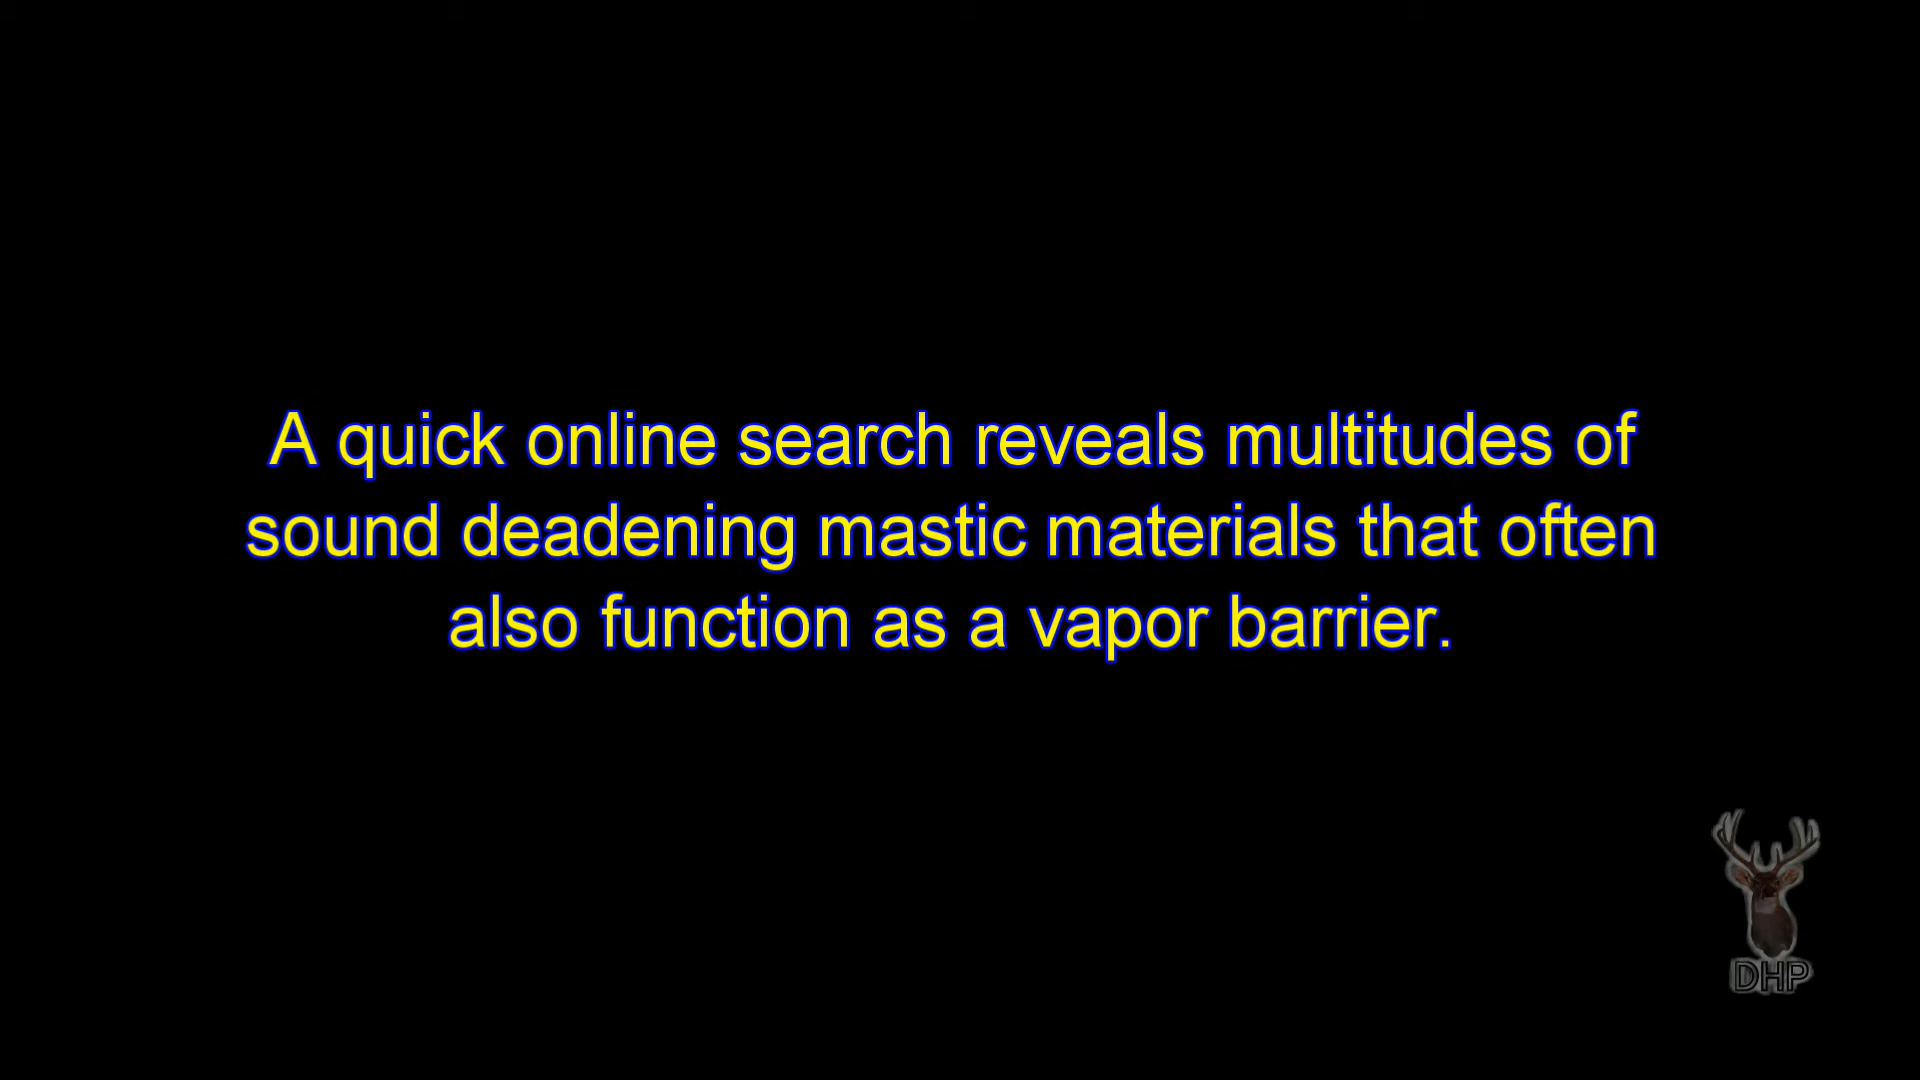 A quick online search reveals multitudes of
sound deadening mastic materials that often
also function as a vapor barrier.
DHP